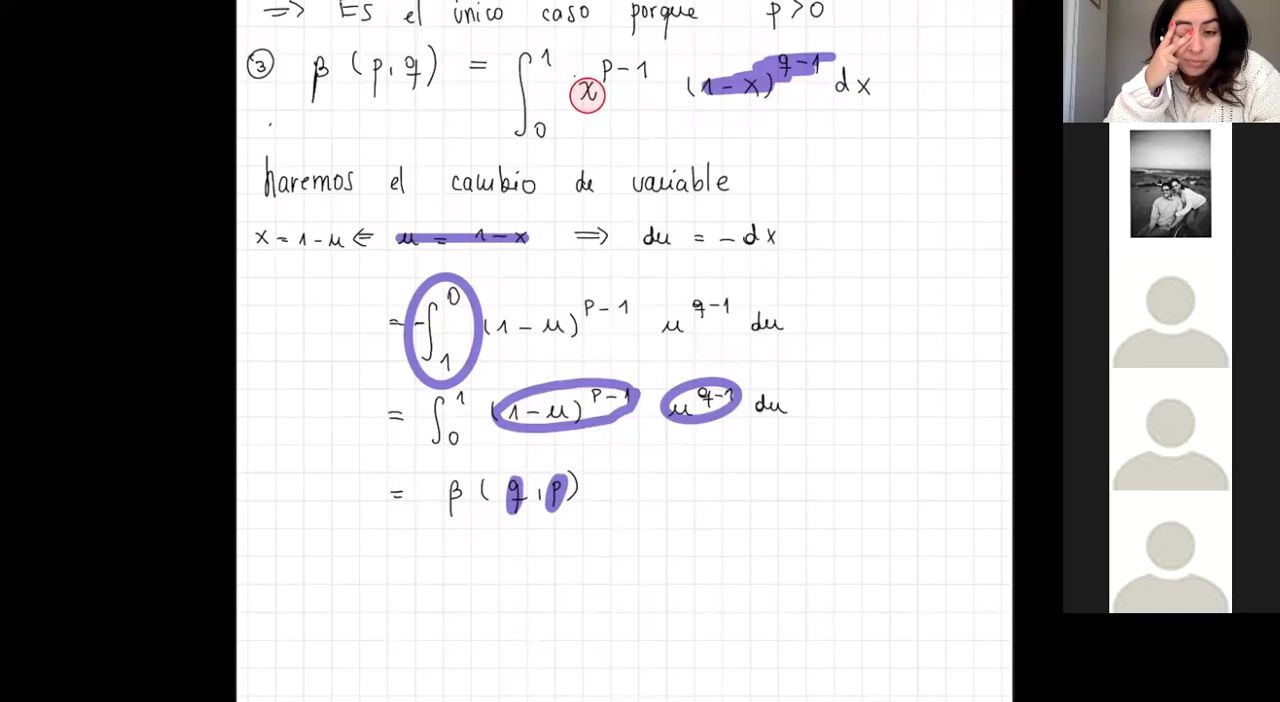 => Es el único caso porque p > 0
③ β (p, q) = ∫₀¹ x^{p-1} (1-x)^{q-1} dx
haremos el cambio de variable
x = 1-u ⇐ u = 1-x => du = -dx
= -∫₁⁰ (1-u)^{p-1} u^{q-1} du
= ∫₀¹ (1-u)^{p-1} u^{q-1} du
= β (q, p)